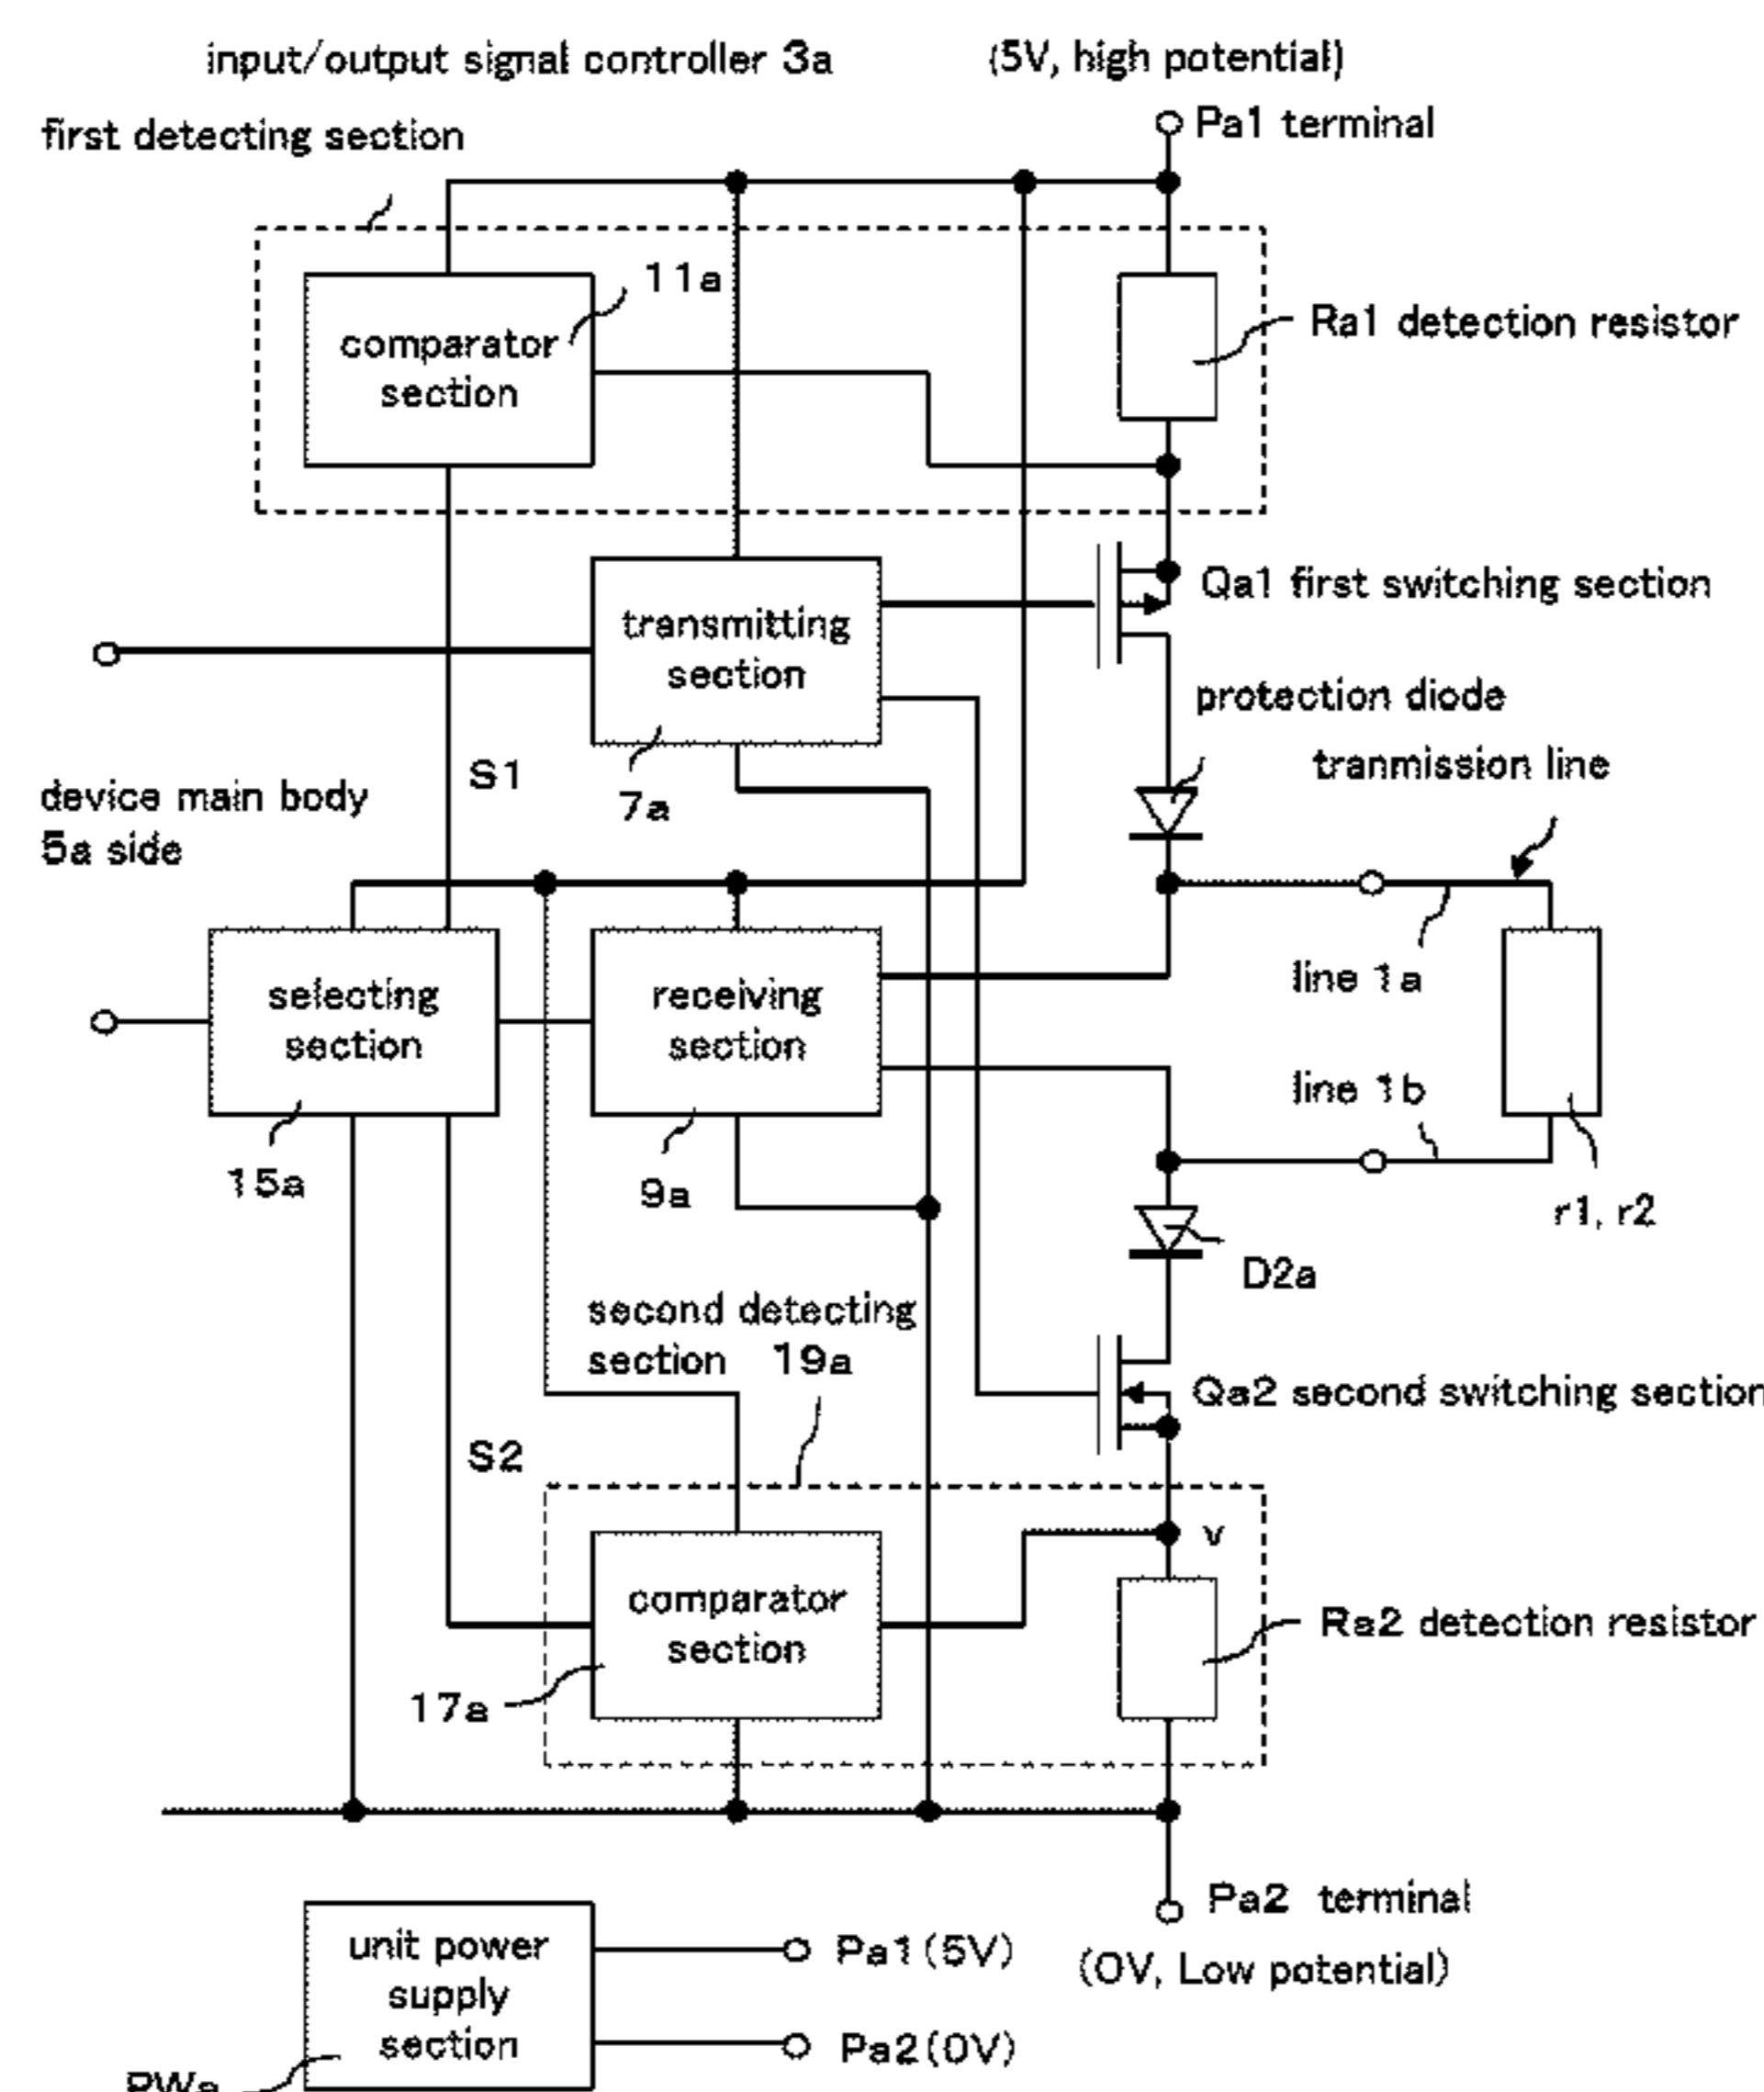 input/output signal controller 3a
(5V, high potential)
first detecting section
Pa1 terminal
11a
comparator
section
Ra1 detection resistor
transmitting
section
Qa1 first switching section
protection diode
tranmission line
S1
7a
device main body
5a side
selecting
section
receiving
section
line 1a
line 1b
15a
9a
r1, r2
D2a
second detecting
section 19a
Qa2 second switching section
S2
v
comparator
section
Ra2 detection resistor
17a
Pa2 terminal
(0V, Low potential)
unit power
supply
section
Pa1(5V)
Pa2(0V)
PWa